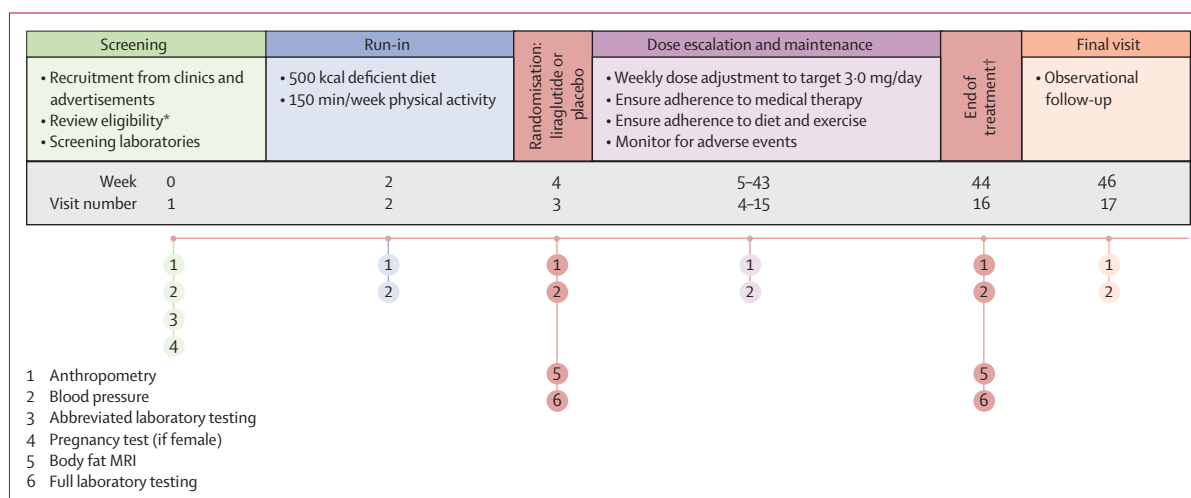 Screening
• Recruitment from clinics and
advertisements
• Review eligibility*
• Screening laboratories
Run-in
• 500 kcal deficient diet
• 150 min/week physical activity
Randomisation:
liraglutide or
placebo
Dose escalation and maintenance
• Weekly dose adjustment to target 3·0 mg/day
• Ensure adherence to medical therapy
• Ensure adherence to diet and exercise
• Monitor for adverse events
End of
treatment†
Final visit
• Observational
follow-up
Week 0 2 4 5–43 44 46
Visit number 1 2 3 4–15 16 17
1 1 1 1 1 1
2 2 2 2 2 2
3
4
5 5
6 6
1 Anthropometry
2 Blood pressure
3 Abbreviated laboratory testing
4 Pregnancy test (if female)
5 Body fat MRI
6 Full laboratory testing